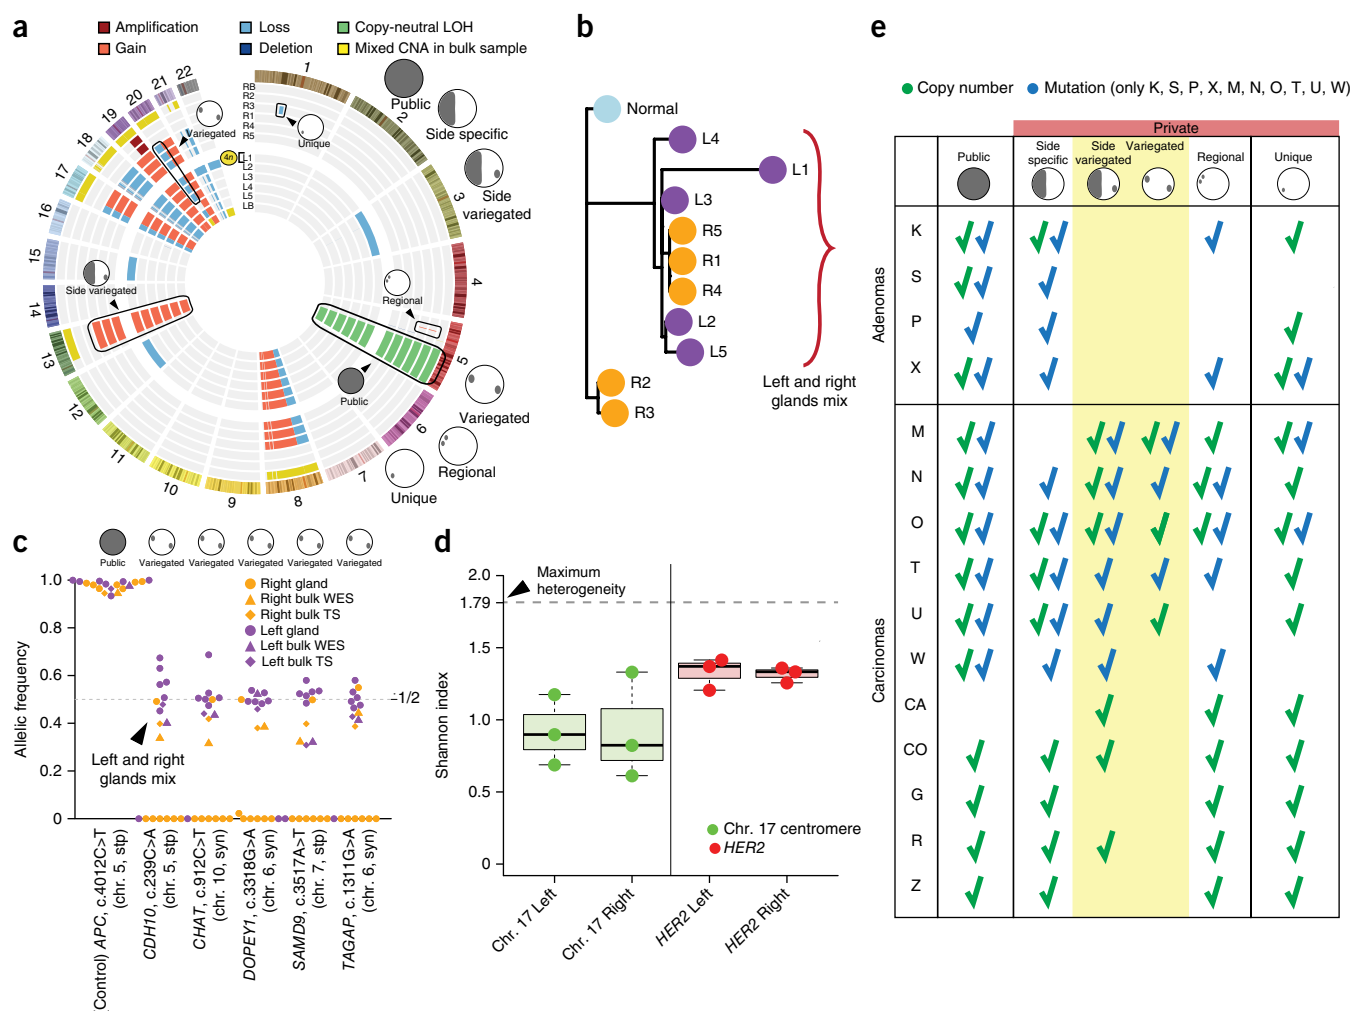 a
Amplification
Gain
Loss
Deletion
Copy-neutral LOH
Mixed CNA in bulk sample
1
2
3
4
5
6
7
8
9
10
11
12
13
14
15
16
17
18
19
20
21
22
RB
R2
R3
R1
R4
R5
4n
L1
L2
L3
L4
L5
LB
Variegated
Unique
Side variegated
Regional
Public
Public
Side specific
Side
variegated
Variegated
Regional
Unique
b
Normal
L4
L1
L3
R5
R1
R4
L2
L5
R2
R3
Left and right
glands mix
c
Public
Variegated
Variegated
Variegated
Variegated
Variegated
Right gland
Right bulk WES
Right bulk TS
Left gland
Left bulk WES
Left bulk TS
Allelic frequency
1.0
0.8
0.6
0.4
0.2
0
1/2
Left and right
glands mix
(Control) APC, c.4012C>T
(chr. 5, stp)
CDH10, c.239C>A
(chr. 5, stp)
CHAT, c.912C>T
(chr. 10, syn)
DOPEY1, c.3318G>A
(chr. 6, syn)
SAMD9, c.3517A>T
(chr. 7, stp)
TAGAP, c.1311G>A
(chr. 6, syn)
d
Shannon index
2.0
1.79
1.5
1.0
0.5
0
Maximum
heterogeneity
Chr. 17 centromere
HER2
Chr. 17 Left
Chr. 17 Right
HER2 Left
HER2 Right
e
Copy number
Mutation (only K, S, P, X, M, N, O, T, U, W)
Private
Public
Side
specific
Side
variegated
Variegated
Regional
Unique
Adenomas
K
S
P
X
Carcinomas
M
N
O
T
U
W
CA
CO
G
R
Z